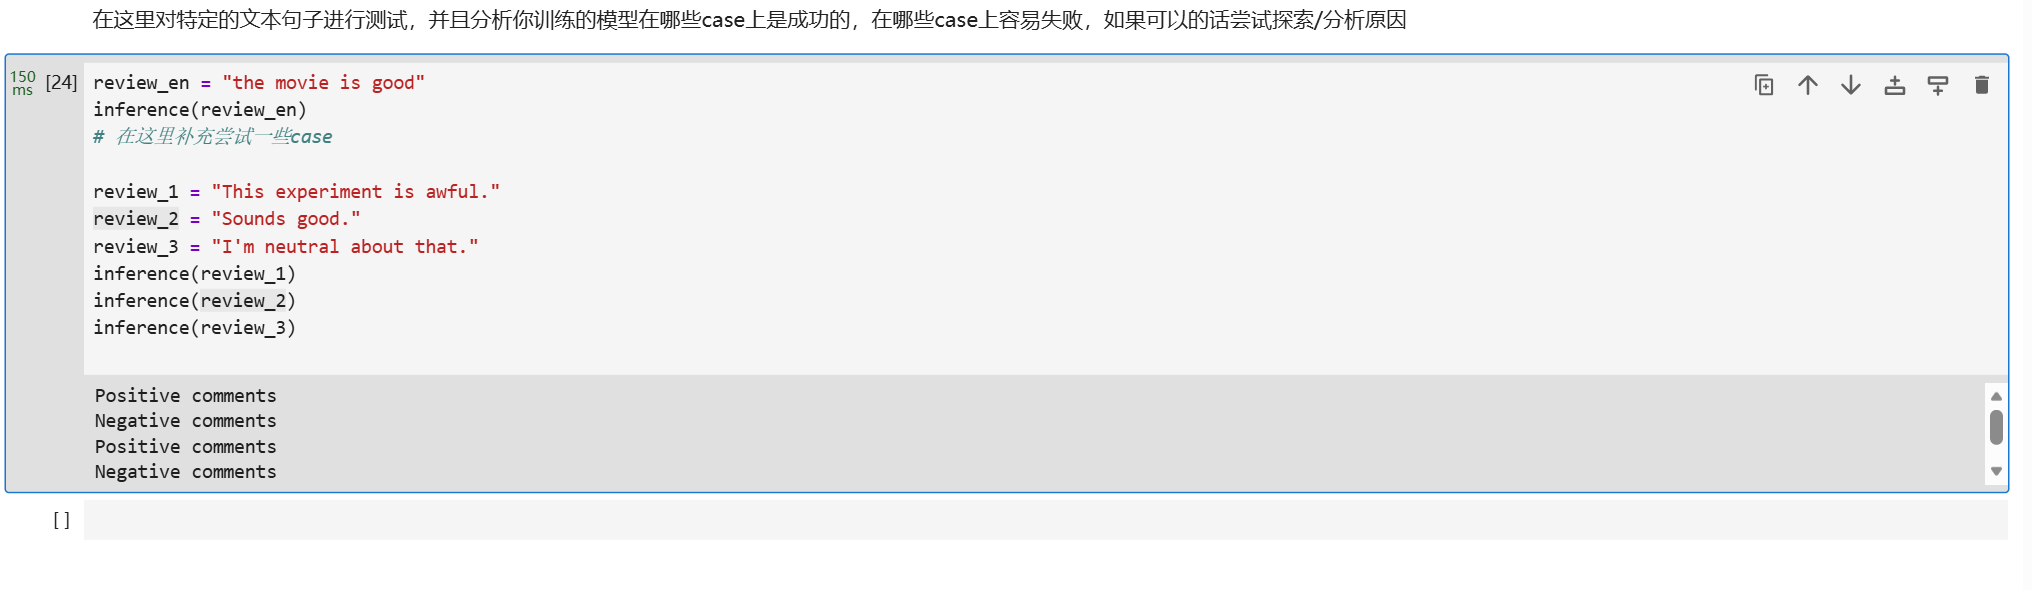 在这里对特定的文本句子进行测试，并且分析你训练的模型在哪些case上是成功的，在哪些case上容易失败，如果可以的话尝试探索/分析原因
150
ms
[24]
review_en = "the movie is good"
inference(review_en)
# 在这里补充尝试一些case
review_1 = "This experiment is awful."
review_2 = "Sounds good."
review_3 = "I'm neutral about that."
inference(review_1)
inference(review_2)
inference(review_3)
Positive comments
Negative comments
Positive comments
Negative comments
[ ]